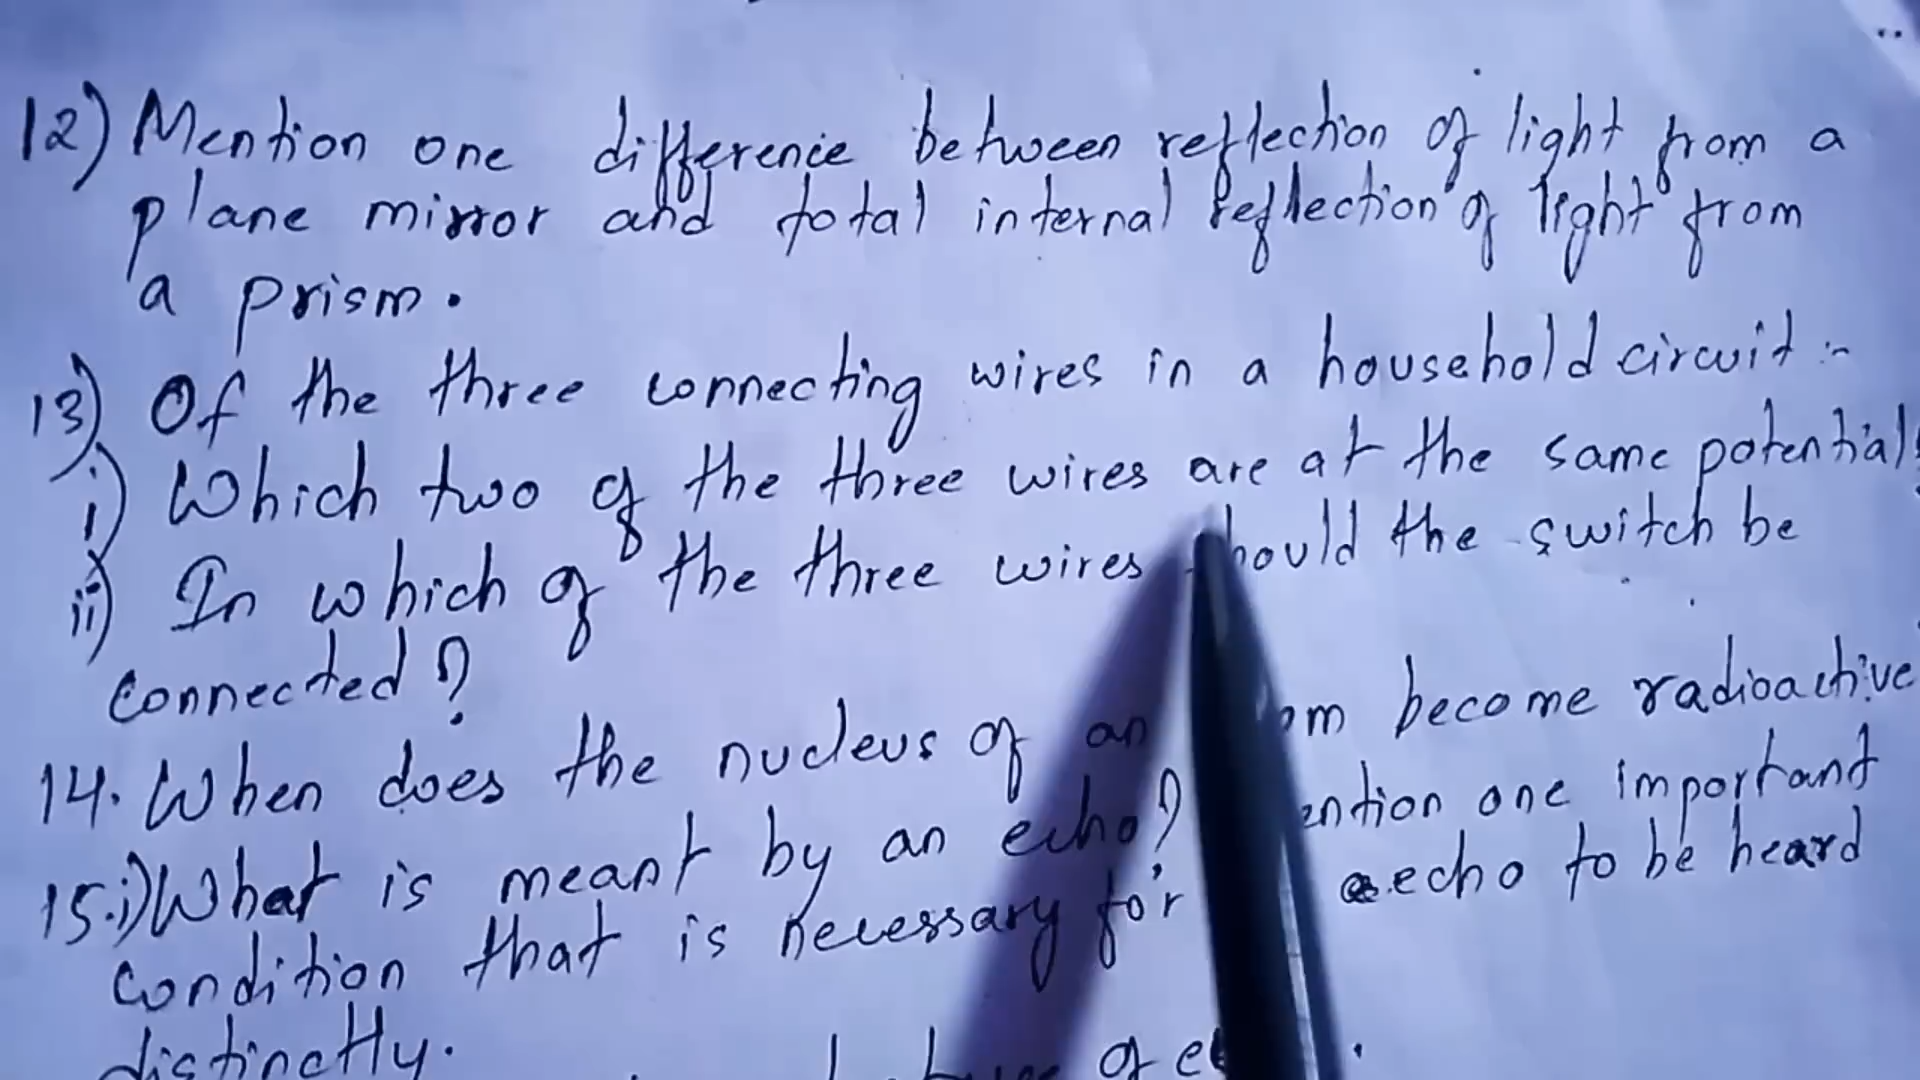 12) Mention one difference between reflection of light from a
plane mirror and total internal reflection of light from
a prism.
13) Of the three connecting wires in a household circuit :-
i) Which two of the three wires are at the same potential
ii) In which of the three wires should the switch be
connected?
14. When does the nucleus of an become radioactive
15. i) What is meant by an echo? Mention one important
condition that is necessary for echo to be heard
distinctly.
of